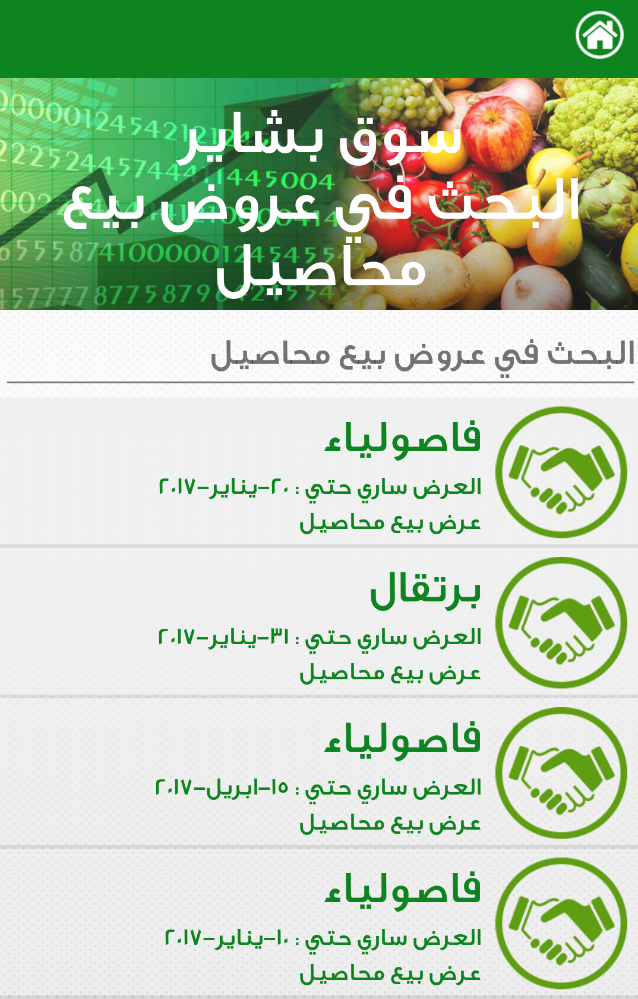 سوق بشاير
البحث في عروض بيع
محاصيل
البحث في عروض بيع محاصيل
فاصولياء
العرض ساري حتي : ٢٠-يناير-٢٠١٧
عرض بيع محاصيل
برتقال
العرض ساري حتي : ٣١-يناير-٢٠١٧
عرض بيع محاصيل
فاصولياء
العرض ساري حتي : ١٥-ابريل-٢٠١٧
عرض بيع محاصيل
فاصولياء
العرض ساري حتي : ١٠-يناير-٢٠١٧
عرض بيع محاصيل